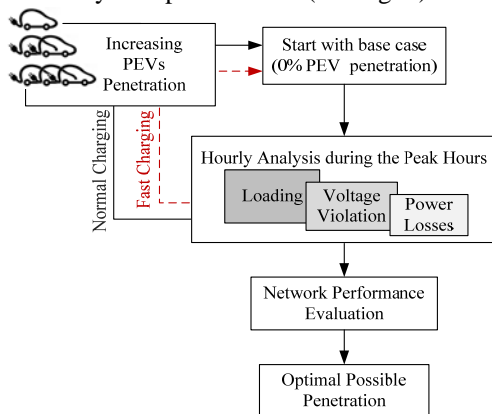 Increasing
PEVs
Penetration
Start with base case
(0% PEV penetration)
Normal Charging
Fast Charging
Hourly Analysis during the Peak Hours
Loading
Voltage
Violation
Power
Losses
Network Performance
Evaluation
Optimal Possible
Penetration